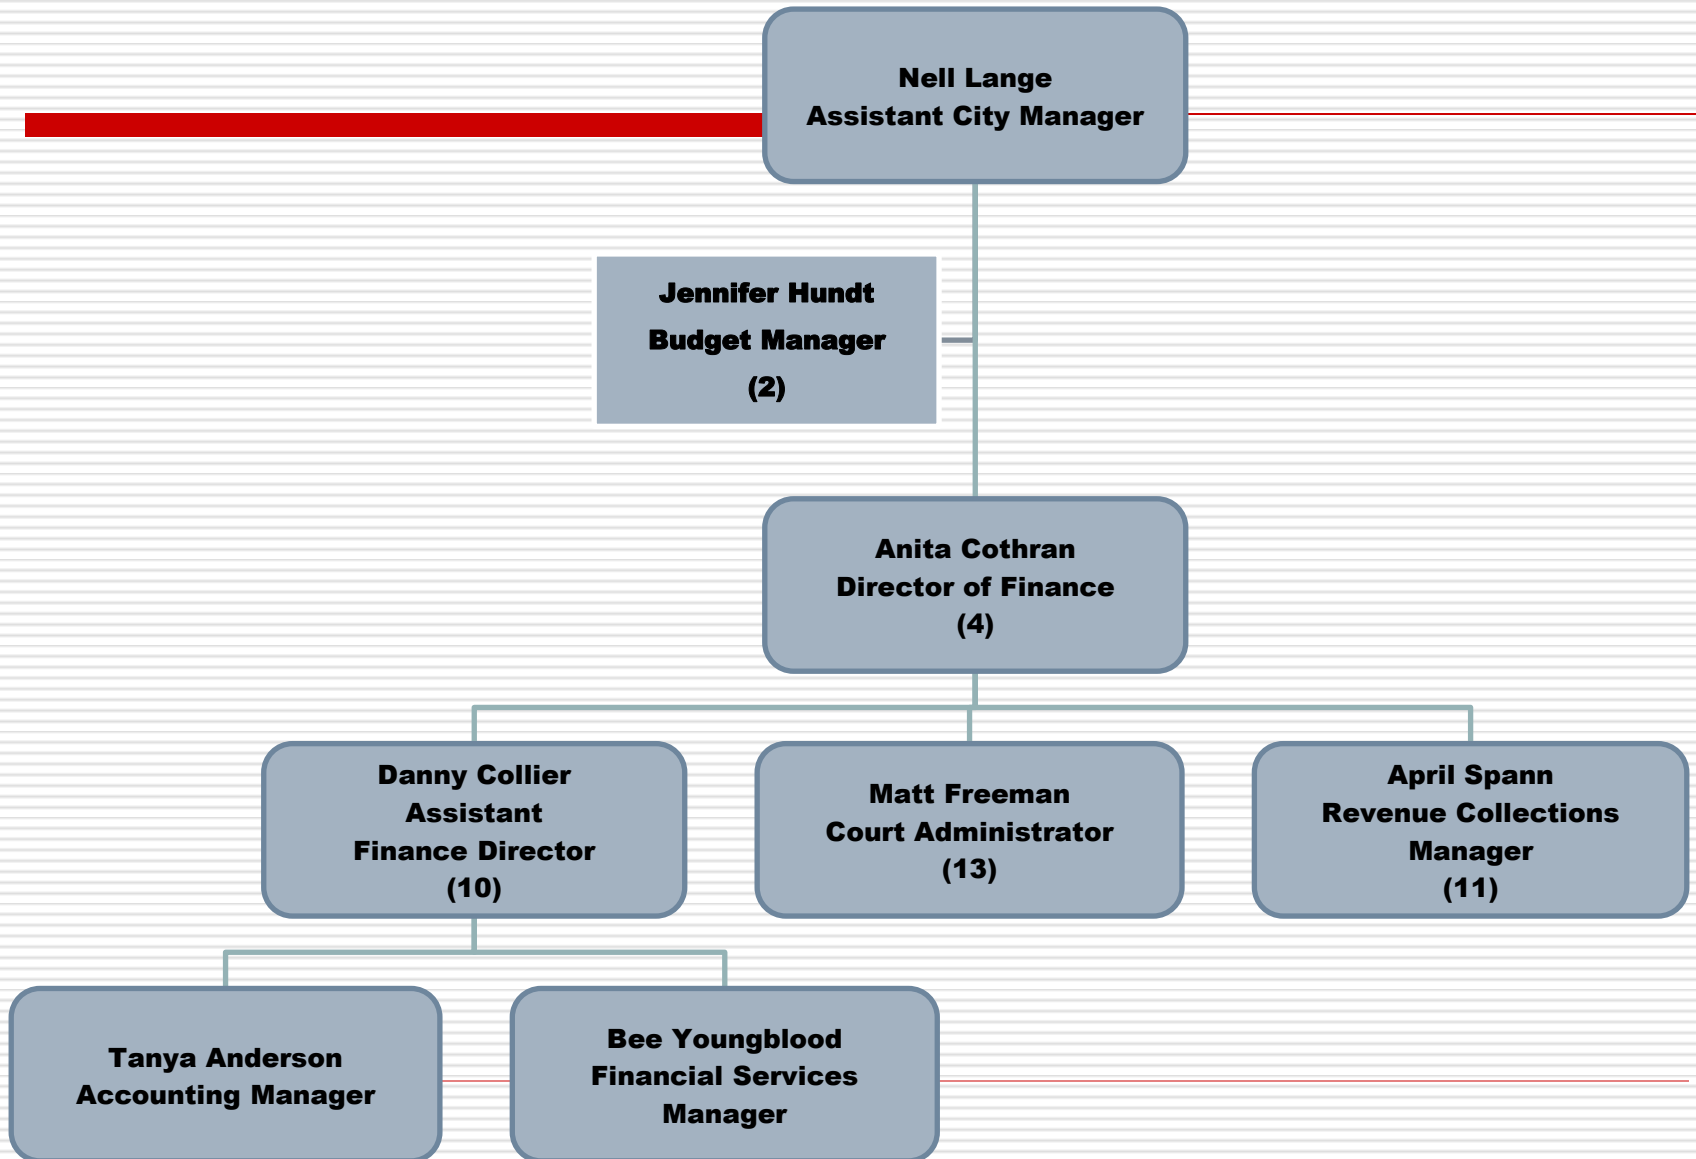 Nell Lange
Assistant City Manager
Jennifer Hundt
Budget Manager
(2)
Anita Cothran
Director of Finance
(4)
Danny Collier
Assistant
Finance Director
(10)
Matt Freeman
Court Administrator
(13)
April Spann
Revenue Collections
Manager
(11)
Tanya Anderson
Accounting Manager
Bee Youngblood
Financial Services
Manager